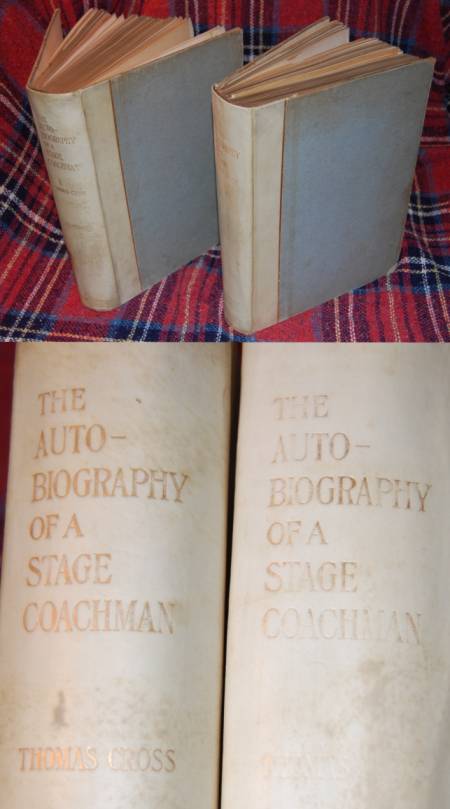 THE
AUTO-
BIOGRAPHY
OF A
STAGE
COACHMAN
THOMAS CROSS
THE
AUTO-
BIOGRAPHY
OF A
STAGE
COACHMAN